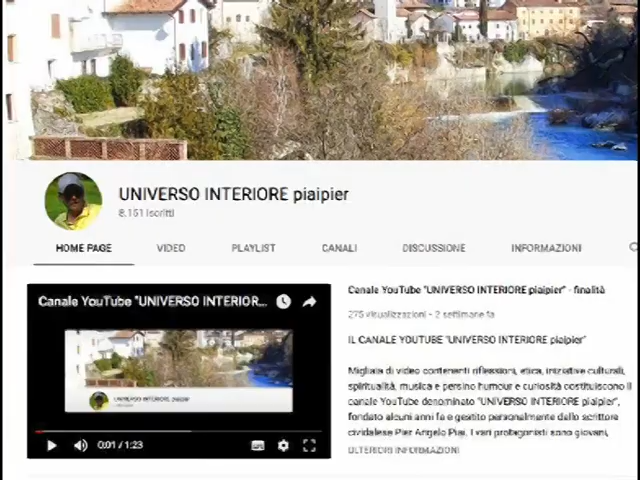 UNIVERSO INTERIORE piaipier
8.151 iscritti
HOME PAGE VIDEO PLAYLIST CANALI DISCUSSIONE INFORMAZIONI
Canale YouTube "UNIVERSO INTERIOR...
UNIVERSO INTERIORE piaipier
0:01 / 1:23
Canale YouTube "UNIVERSO INTERIORE piaipier" - finalità
275 visualizzazioni - 2 settimane fa
IL CANALE YOUTUBE "UNIVERSO INTERIORE piaipier"
Migliaia di video contenenti riflessioni, etica, iniziative culturali,
spiritualità, musica e persino humour e curiosità costituiscono il
canale YouTube denominato "UNIVERSO INTERIORE piaipier",
fondato alcuni anni fa e gestito personalmente dallo scrittore
cividalese Pier Angelo Piai. I vari protagonisti sono giovani,
ULTERIORI INFORMAZIONI